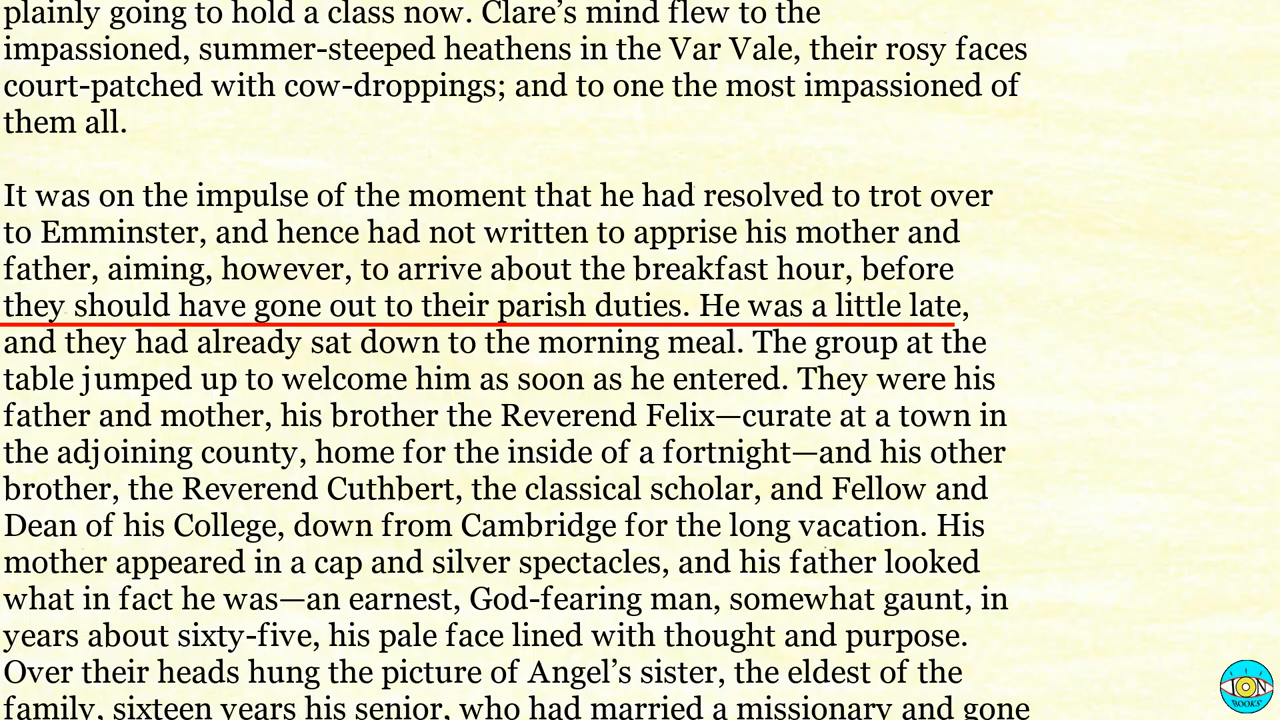 plainly going to hold a class now. Clare’s mind flew to the
impassioned, summer-steeped heathens in the Var Vale, their rosy faces
court-patched with cow-droppings; and to one the most impassioned of
them all.
It was on the impulse of the moment that he had resolved to trot over
to Emminster, and hence had not written to apprise his mother and
father, aiming, however, to arrive about the breakfast hour, before
they should have gone out to their parish duties. He was a little late,
and they had already sat down to the morning meal. The group at the
table jumped up to welcome him as soon as he entered. They were his
father and mother, his brother the Reverend Felix—curate at a town in
the adjoining county, home for the inside of a fortnight—and his other
brother, the Reverend Cuthbert, the classical scholar, and Fellow and
Dean of his College, down from Cambridge for the long vacation. His
mother appeared in a cap and silver spectacles, and his father looked
what in fact he was—an earnest, God-fearing man, somewhat gaunt, in
years about sixty-five, his pale face lined with thought and purpose.
Over their heads hung the picture of Angel’s sister, the eldest of the
family, sixteen years his senior, who had married a missionary and gone
ION
BOOKS